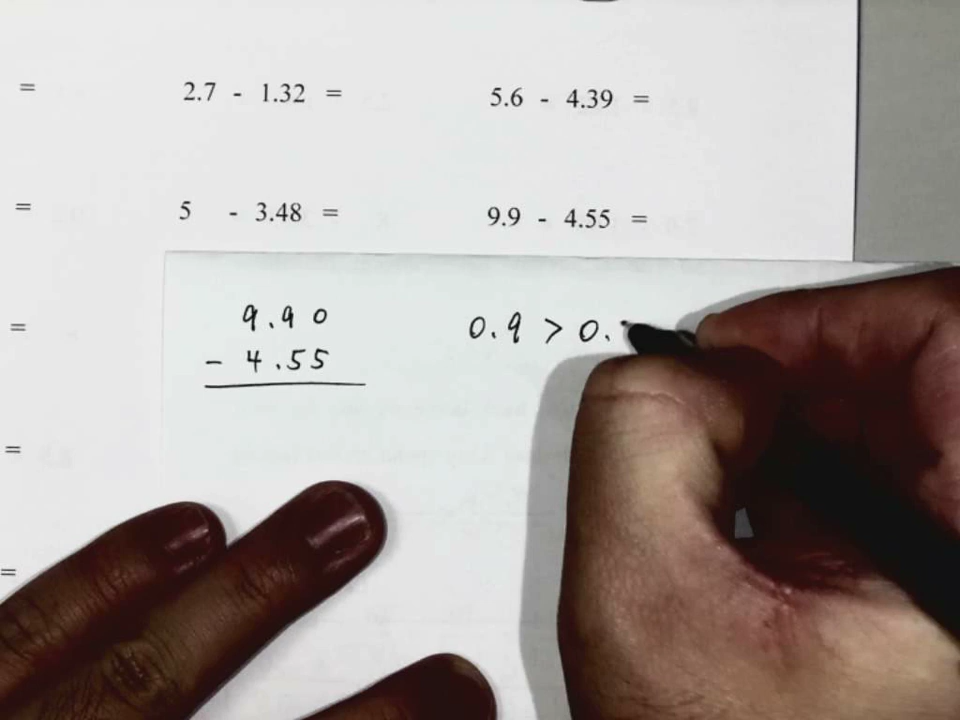 = 2.7 - 1.32 = 5.6 - 4.39 =
= 5 - 3.48 = 9.9 - 4.55 =
= 9.90 0.9 > 0.
- 4.55
=
=